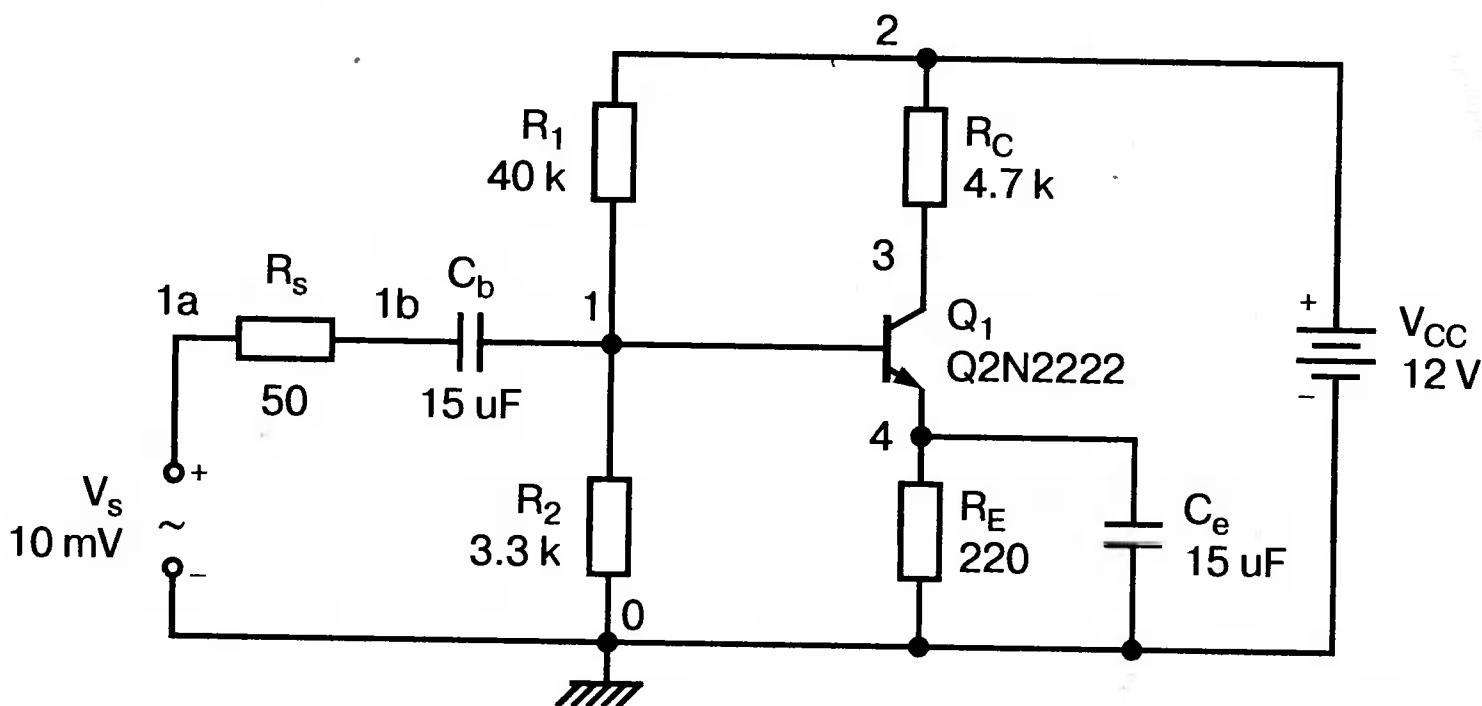 2
R1
40 k
RC
4.7 k
3
Rs
Cb
1a
1b
1
50
15 uF
Q1
Q2N2222
+
VCC
12 V
−
4
+
Vs
10 mV
~
−
R2
3.3 k
RE
220
Ce
15 uF
0